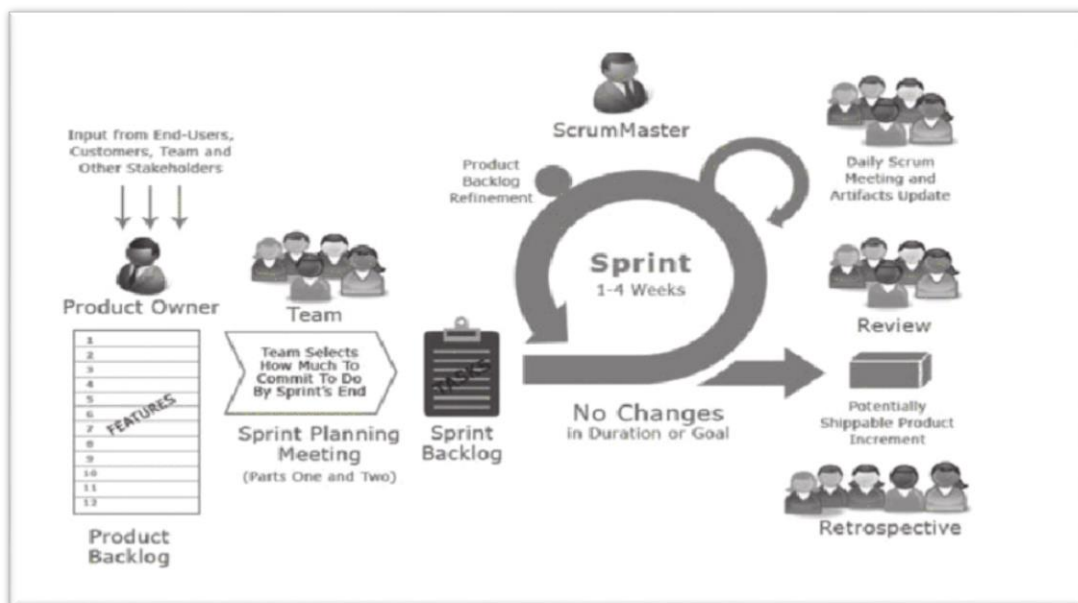 Input from End-Users,
Customers, Team and
Other Stakeholders
Product Owner
1
2
3
4
5
6
7
8
9
10
11
12
FEATURES
Product
Backlog
Team
Team Selects
How Much To
Commit To Do
By Sprint's End
Sprint Planning
Meeting
(Parts One and Two)
TASKS
Sprint
Backlog
ScrumMaster
Product
Backlog
Refinement
Sprint
1-4 Weeks
No Changes
in Duration or Goal
Daily Scrum
Meeting and
Artifacts Update
Review
Potentially
Shippable Product
Increment
Retrospective